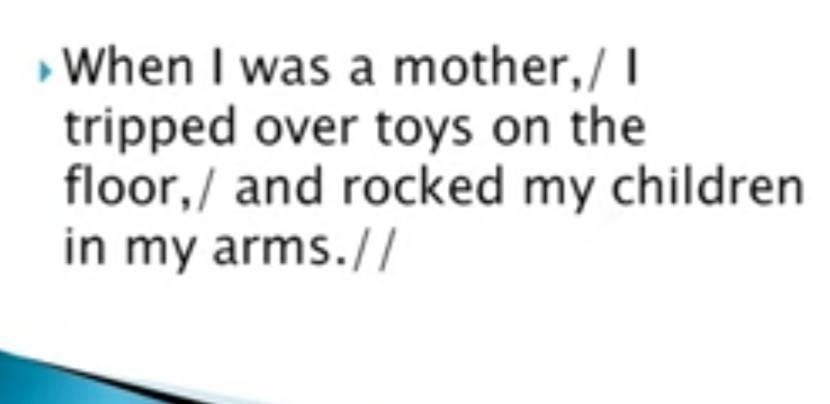 When I was a mother,/ I
tripped over toys on the
floor,/ and rocked my children
in my arms.//